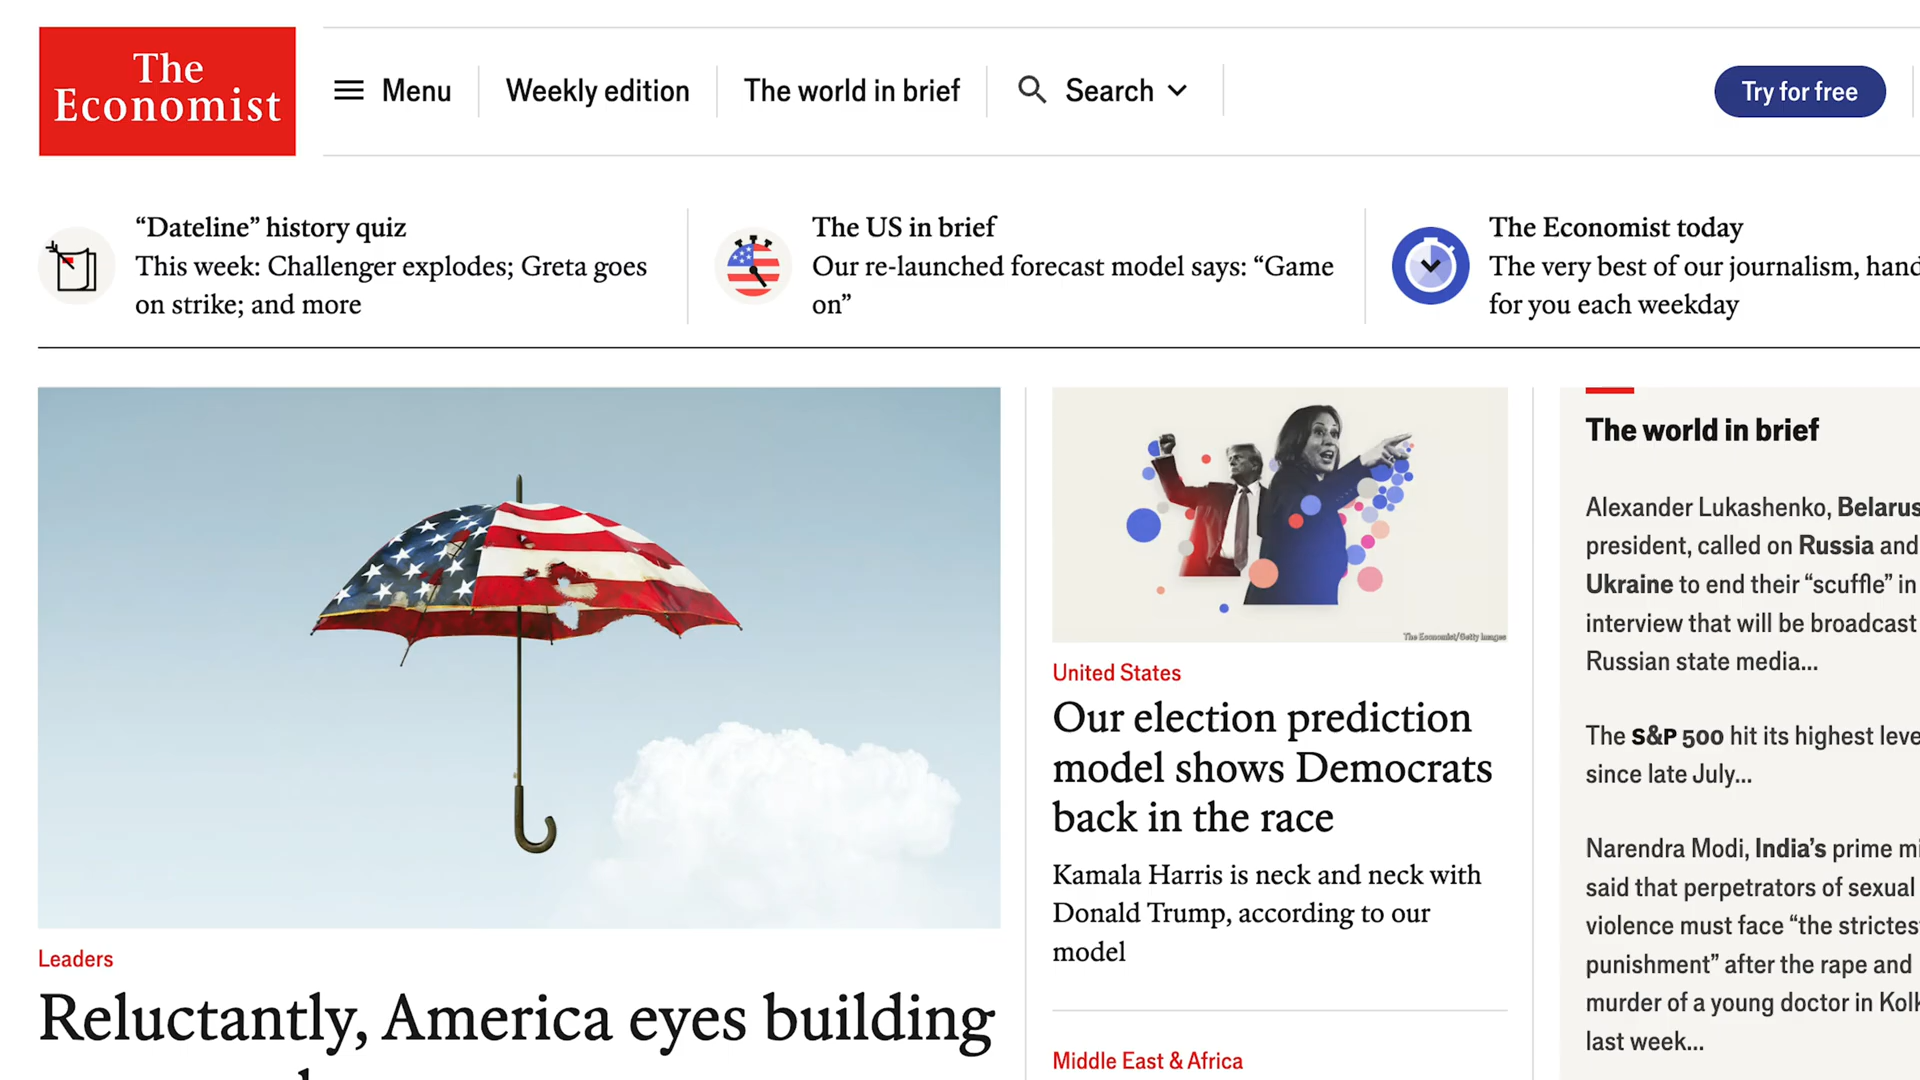 The
Economist
Menu
Weekly edition
The world in brief
Search
Try for free
“Dateline” history quiz
This week: Challenger explodes; Greta goes
on strike; and more
The US in brief
Our re-launched forecast model says: “Game
on”
The Economist today
The very best of our journalism, hand
for you each weekday
Leaders
Reluctantly, America eyes building
The Economist/Getty Images
United States
Our election prediction
model shows Democrats
back in the race
Kamala Harris is neck and neck with
Donald Trump, according to our
model
Middle East & Africa
The world in brief
Alexander Lukashenko, Belarus
president, called on Russia and
Ukraine to end their “scuffle” in
interview that will be broadcast
Russian state media...
The S&P 500 hit its highest leve
since late July...
Narendra Modi, India’s prime mi
said that perpetrators of sexual
violence must face “the strictes
punishment” after the rape and
murder of a young doctor in Kolk
last week...